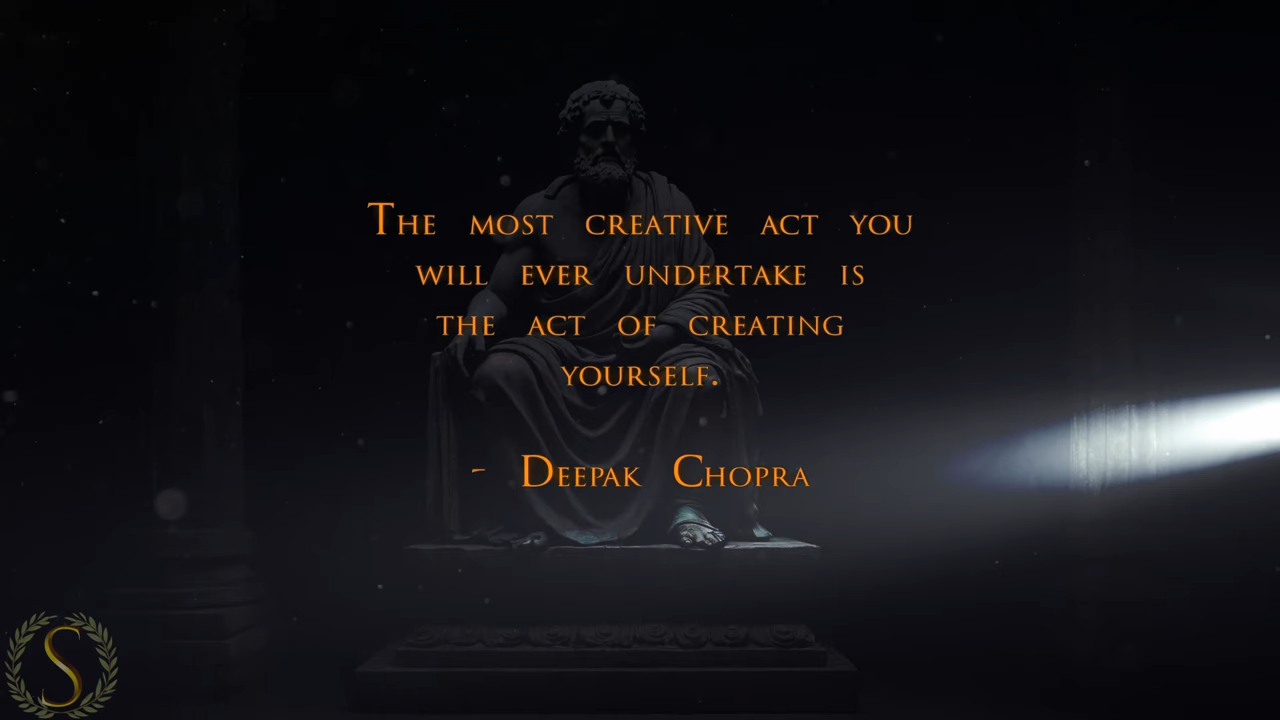 The most creative act you
will ever undertake is
the act of creating
yourself.
- Deepak Chopra
S